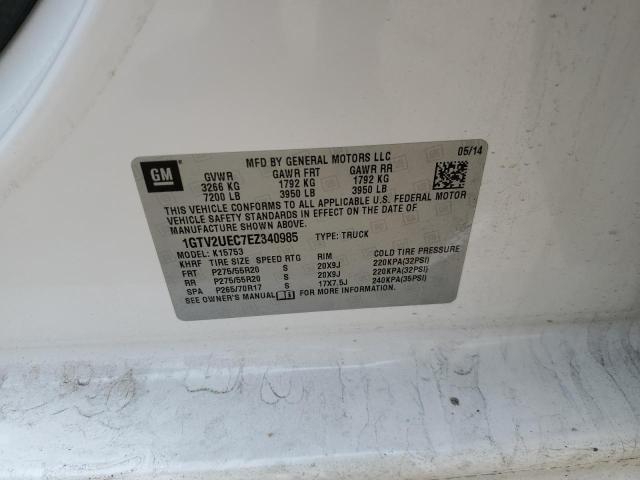 GM
MFD BY GENERAL MOTORS LLC 05/14
GVWR GAWR FRT GAWR RR
3266 KG 1792 KG 1792 KG
7200 LB 3950 LB 3950 LB
THIS VEHICLE CONFORMS TO ALL APPLICABLE U.S. FEDERAL MOTOR
VEHICLE SAFETY STANDARDS IN EFFECT ON THE DATE OF
MANUFACTURE SHOWN ABOVE.
1GTV2UEC7EZ340985 TYPE: TRUCK
MODEL: K15753
KHRF TIRE SIZE SPEED RTG RIM COLD TIRE PRESSURE
FRT P275/55R20 S 20X9J 220KPA(32PSI)
RR P275/55R20 S 20X9J 220KPA(32PSI)
SPA P265/70R17 S 17X7.5J 240KPA(35PSI)
SEE OWNER'S MANUAL FOR MORE INFORMATION.